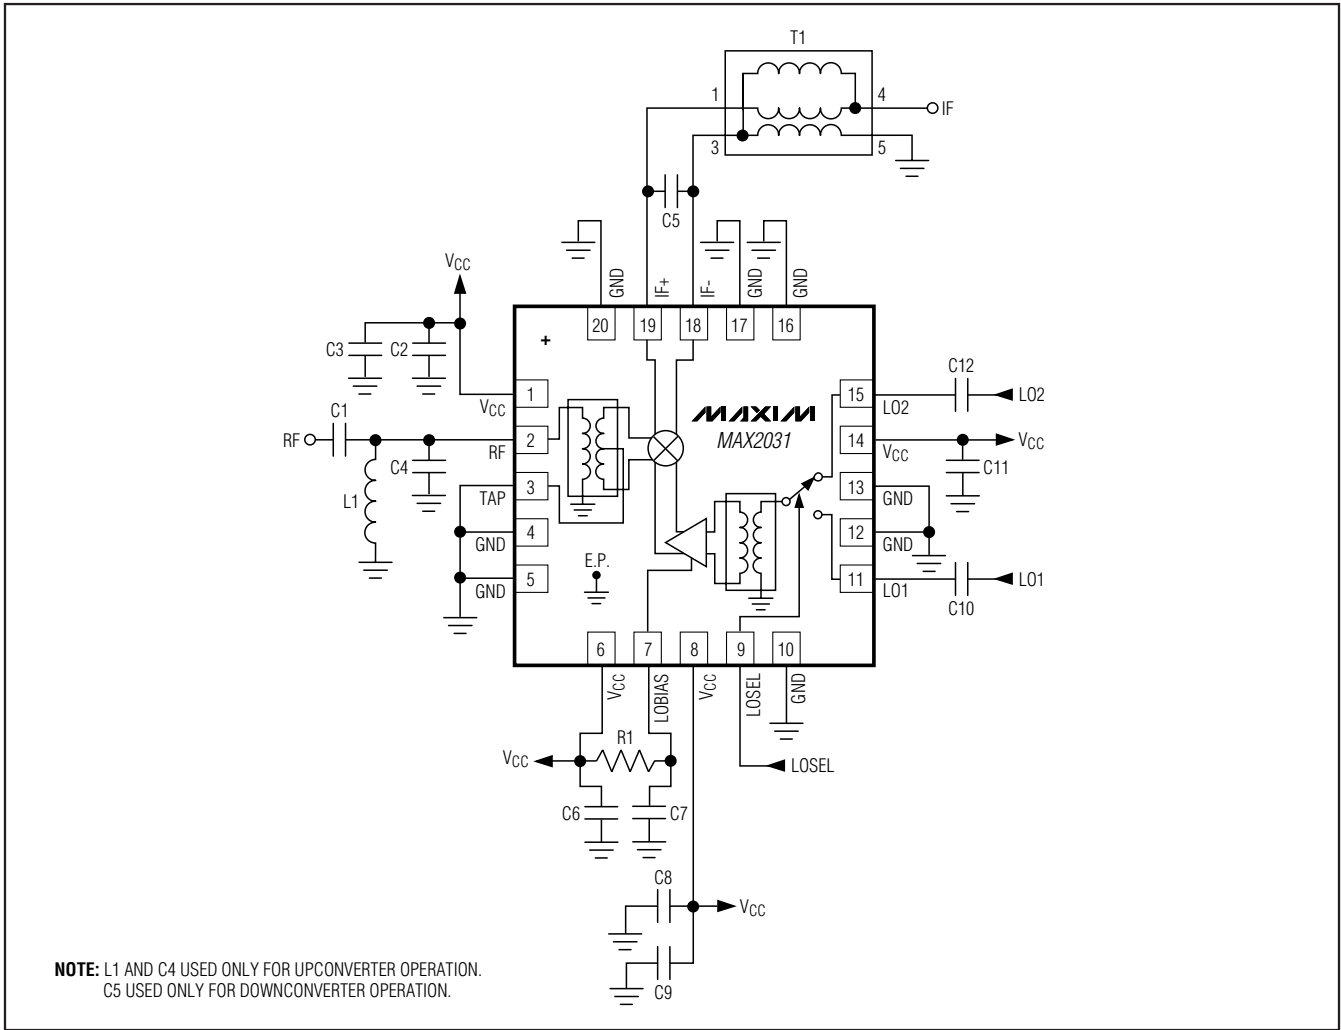 T1
1
4
IF
3
5
C5
GND
IF+
IF-
GND
GND
VCC
20
19
18
17
16
C3
C2
+
C12
1
15
LO2
VCC
LO2
C1
MAXIM
MAX2031
RF
2
14
VCC
RF
VCC
C4
C11
3
13
TAP
GND
L1
4
12
GND
GND
E.P.
5
11
LO1
GND
LO1
C10
6
7
8
9
10
VCC
LOBIAS
VCC
LOSEL
GND
R1
VCC
LOSEL
C6
C7
C8
VCC
C9
NOTE: L1 AND C4 USED ONLY FOR UPCONVERTER OPERATION.
C5 USED ONLY FOR DOWNCONVERTER OPERATION.